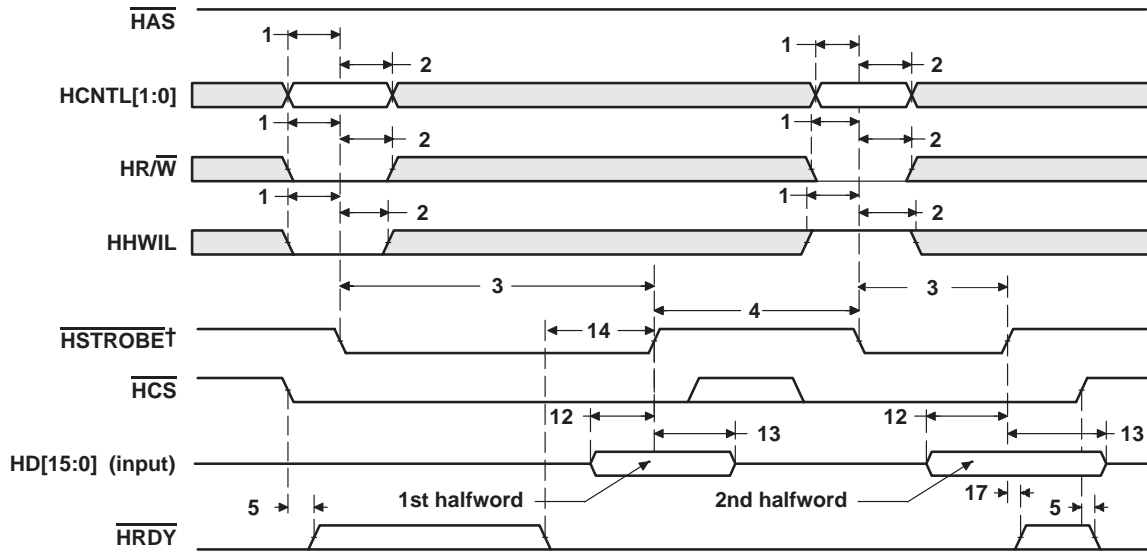 HAS
1
2
HCNTL[1:0]
1
2
HR/W
1
2
HHWIL
3
HSTROBE†
14
4
3
HCS
12
13
12
13
HD[15:0] (input)
1st halfword
2nd halfword
5
17
5
HRDY
1
2
1
2
1
2